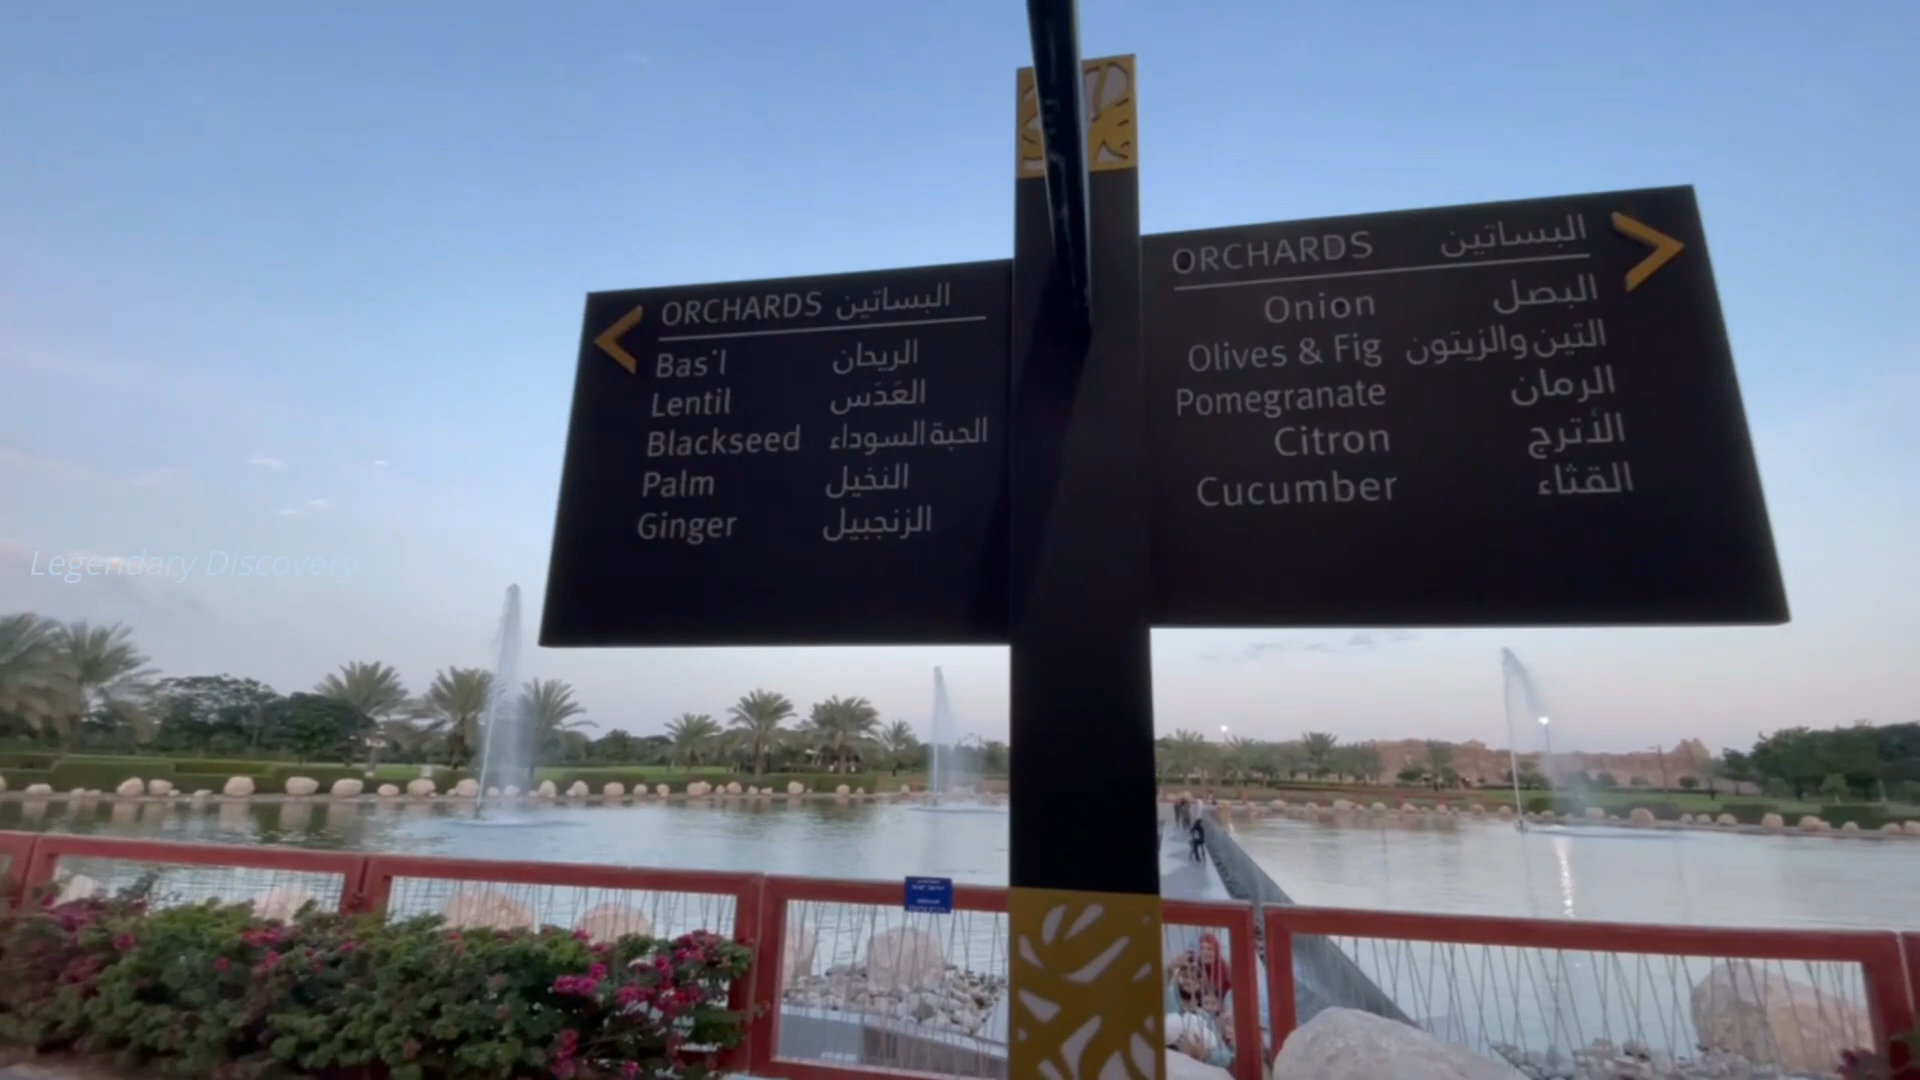 ORCHARDS البساتين
Basil الريحان
Lentil العَدَس
Blackseed الحبة السوداء
Palm النخيل
Ginger الزنجبيل
ORCHARDS البساتين
Onion البصل
Olives & Fig التين والزيتون
Pomegranate الرمان
Citron الأترج
Cucumber القثاء
Legendary Discovery